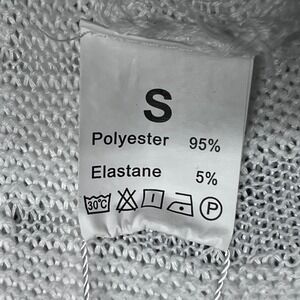 S
Polyester 95%
Elastane 5%
30°C P